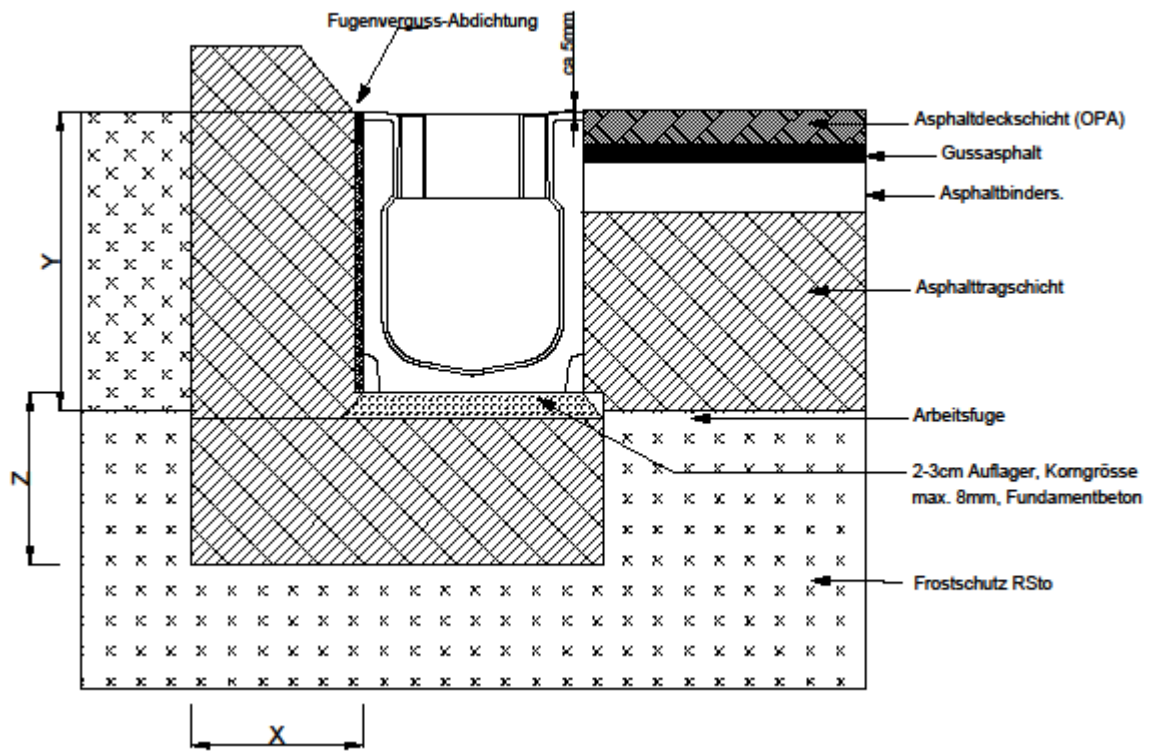 Fugenverguss-Abdichtung
ca 5mm
Asphaltdeckschicht (OPA)
Gussasphalt
Asphaltbinders.
Y
Asphalttragschicht
Arbeitsfuge
Z
2-3cm Auflager, Korngrösse
max. 8mm, Fundamentbeton
Frostschutz RSto
X